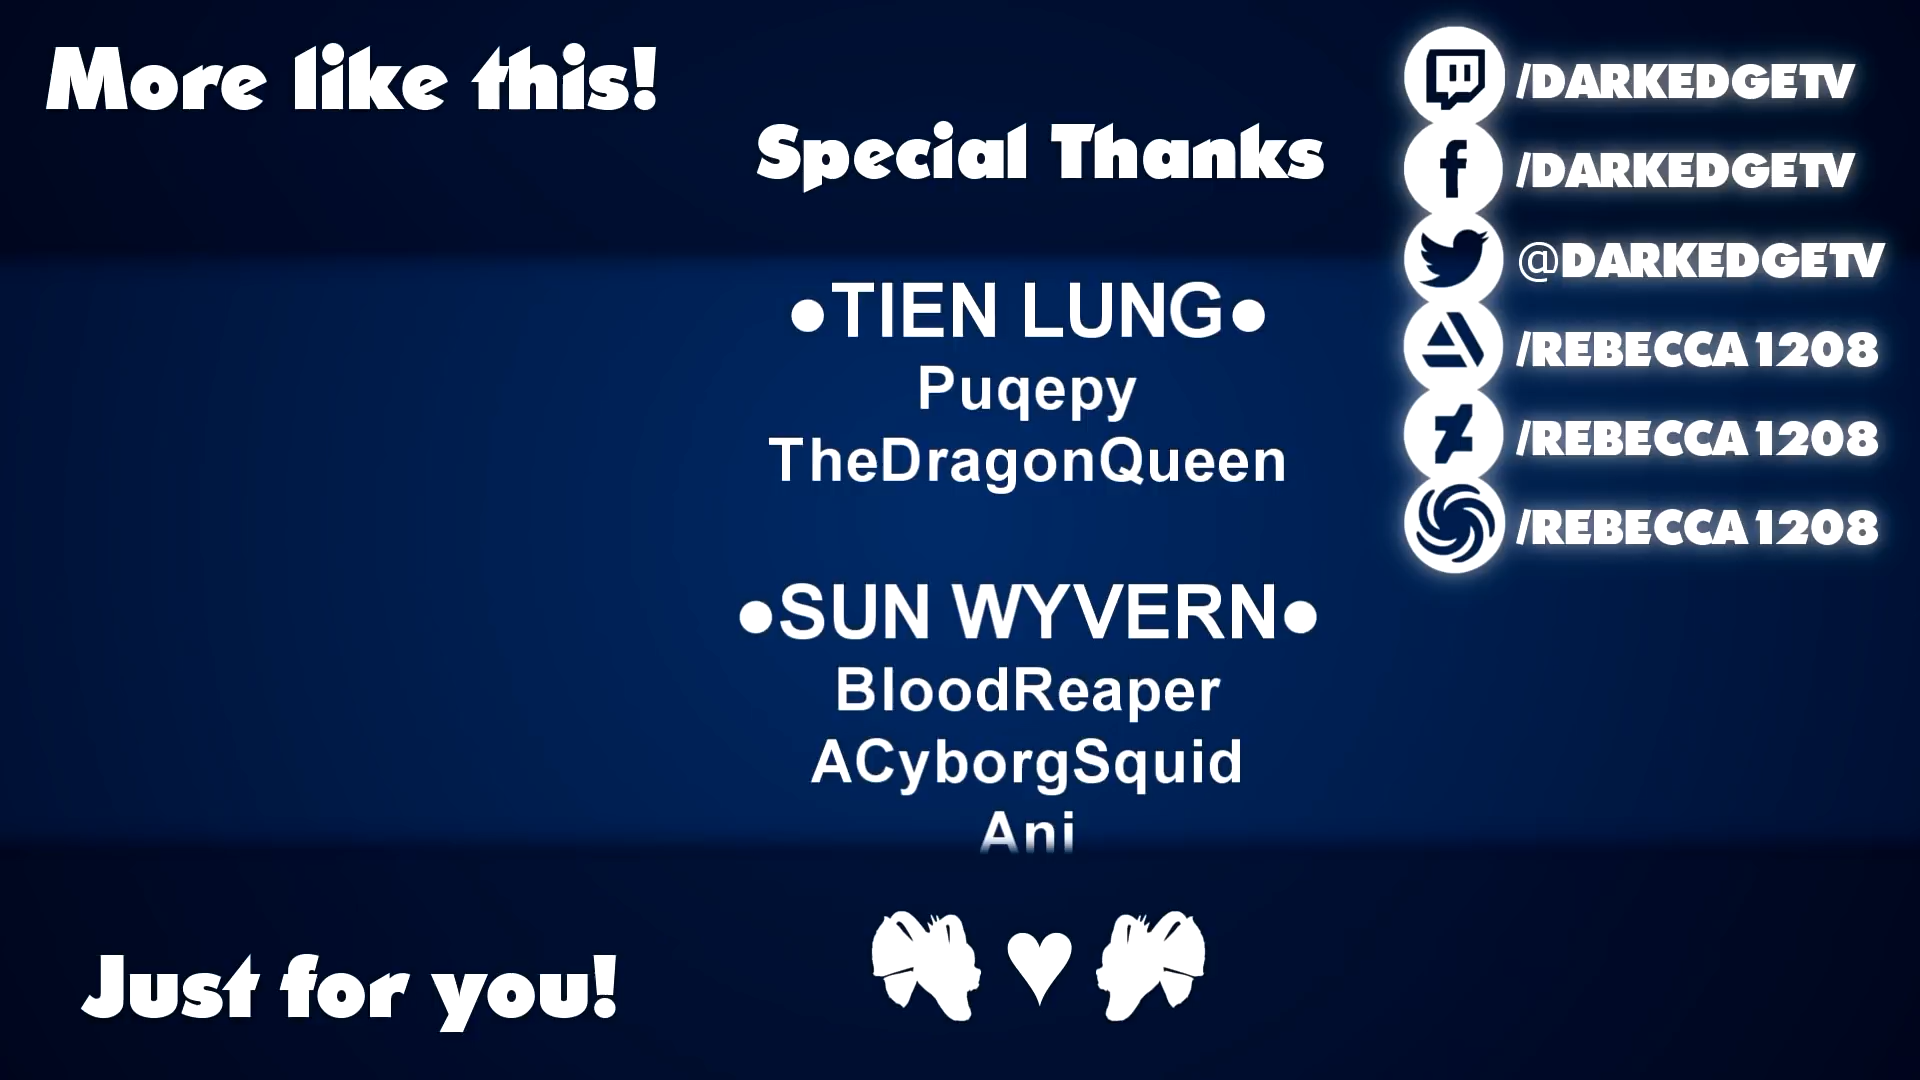 More like this!
Special Thanks
●TIEN LUNG●
Puqepy
TheDragonQueen
●SUN WYVERN●
BloodReaper
ACyborgSquid
Ani
/DARKEDGETV
/DARKEDGETV
@DARKEDGETV
/REBECCA1208
/REBECCA1208
/REBECCA1208
Just for you!
♥